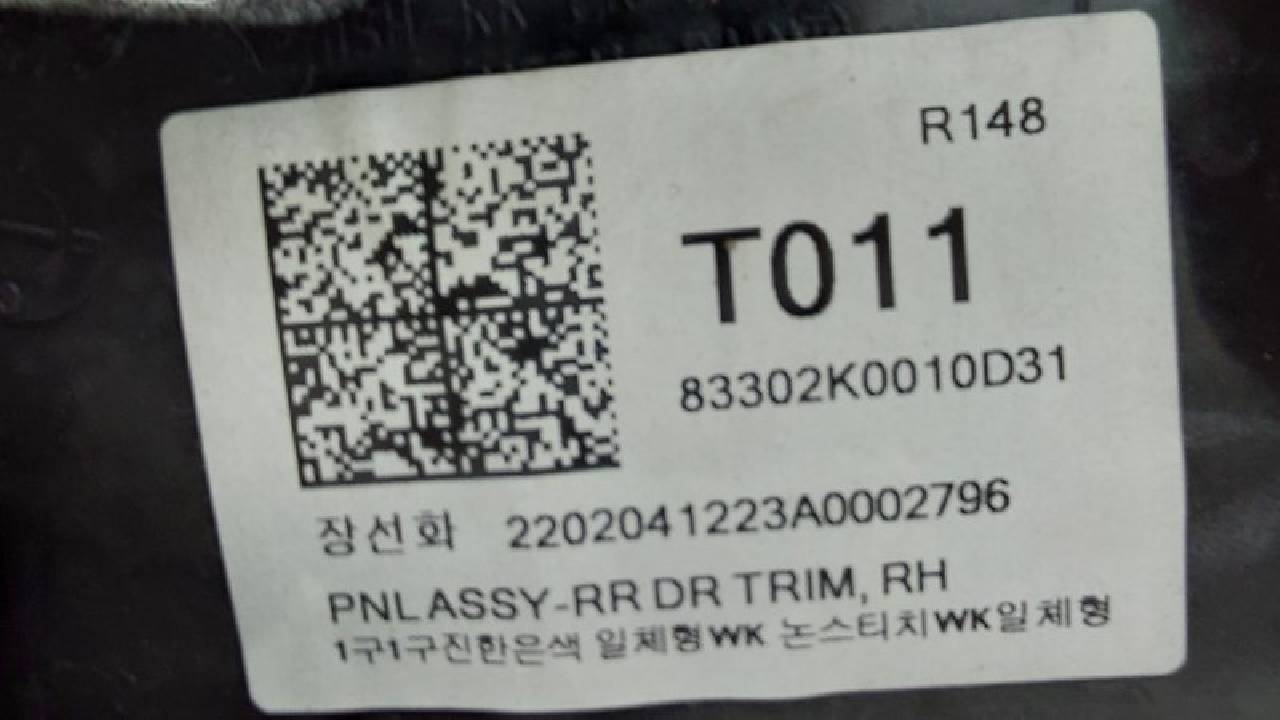 R148
T011
83302K0010D31
장선화 2202041223A0002796
PNL ASSY-RR DR TRIM, RH
1구1구진한은색 일체형WK 논스티치WK일체형